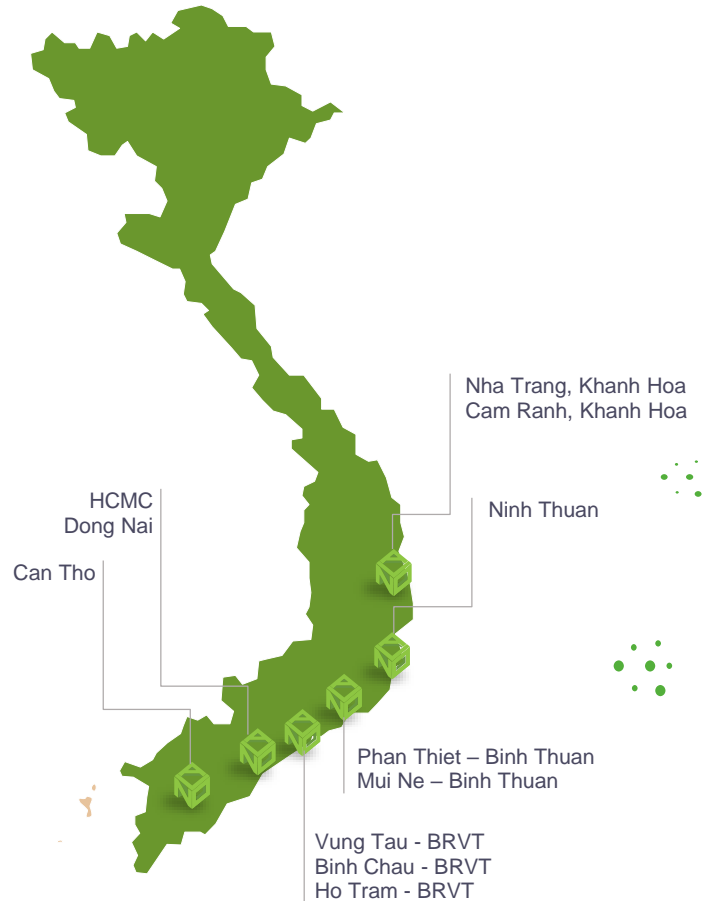 Nha Trang, Khanh Hoa
Cam Ranh, Khanh Hoa
HCMC
Dong Nai
Ninh Thuan
Can Tho
Phan Thiet – Binh Thuan
Mui Ne – Binh Thuan
Vung Tau - BRVT
Binh Chau - BRVT
Ho Tram - BRVT